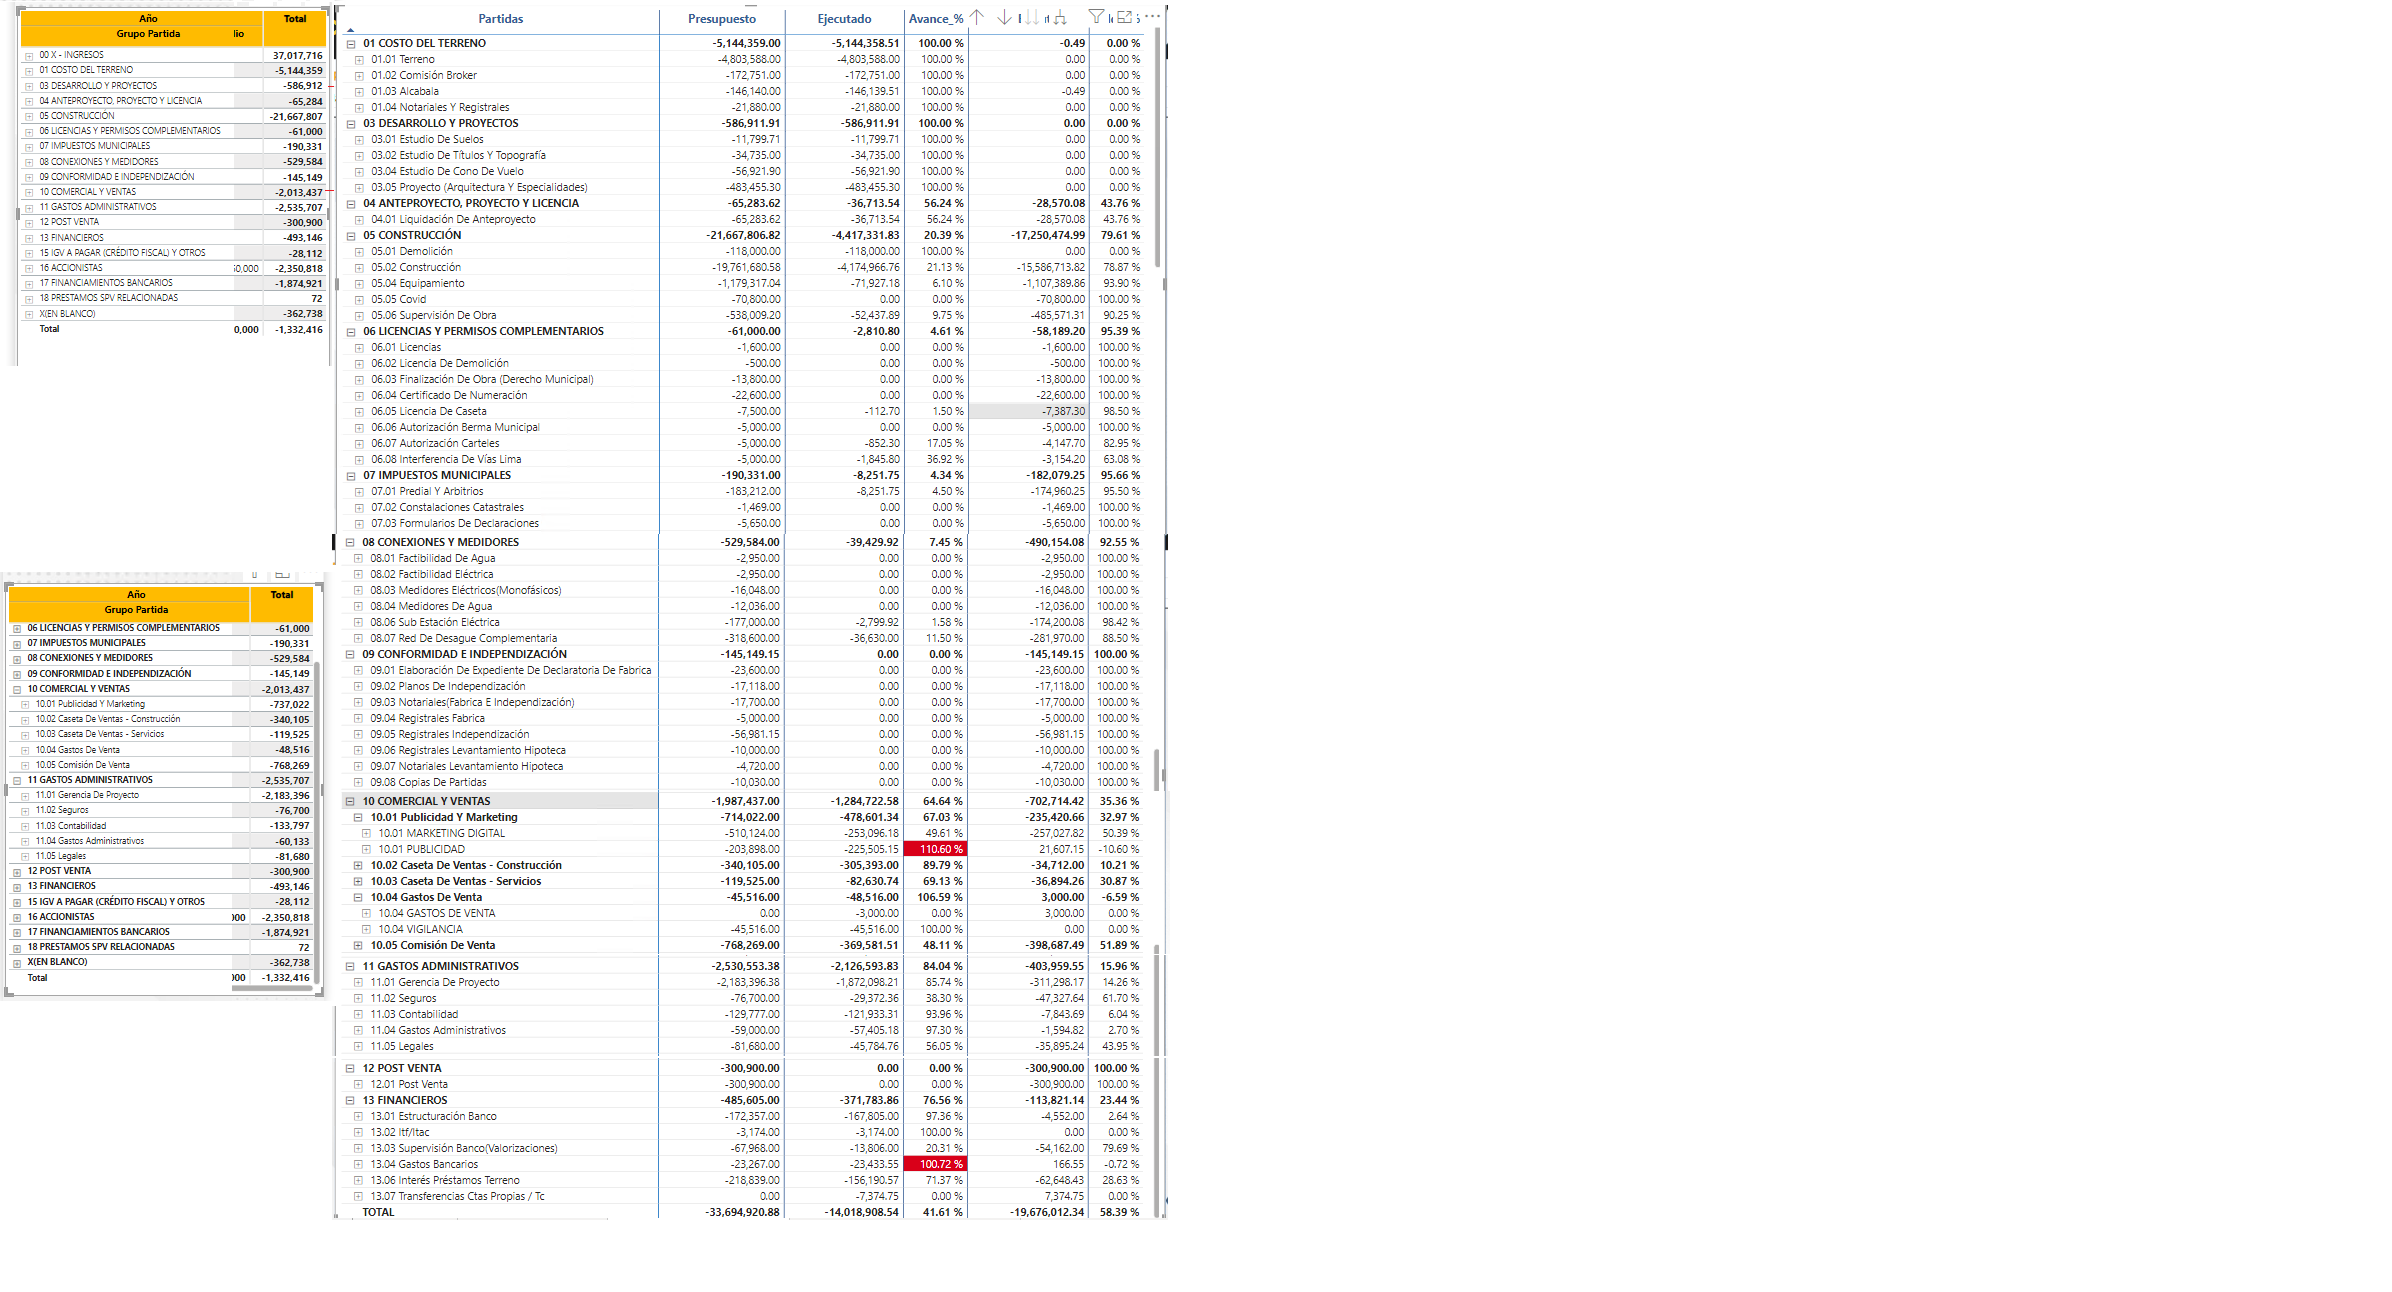 Año Total
Grupo Partida lio
00 X - INGRESOS 37,017,716
01 COSTO DEL TERRENO -5,144,359
03 DESARROLLO Y PROYECTOS -586,912
04 ANTEPROYECTO, PROYECTO Y LICENCIA -65,284
05 CONSTRUCCIÓN -21,667,807
06 LICENCIAS Y PERMISOS COMPLEMENTARIOS -61,000
07 IMPUESTOS MUNICIPALES -190,331
08 CONEXIONES Y MEDIDORES -529,584
09 CONFORMIDAD E INDEPENDIZACIÓN -145,149
10 COMERCIAL Y VENTAS -2,013,437
11 GASTOS ADMINISTRATIVOS -2,535,707
12 POST VENTA -300,900
13 FINANCIEROS -493,146
15 IGV A PAGAR (CRÉDITO FISCAL) Y OTROS -28,112
16 ACCIONISTAS 0,000 -2,350,818
17 FINANCIAMIENTOS BANCARIOS -1,874,921
18 PRESTAMOS SPV RELACIONADAS 72
X(EN BLANCO) -362,738
Total 0,000 -1,332,416
Año Total
Grupo Partida
06 LICENCIAS Y PERMISOS COMPLEMENTARIOS -61,000
07 IMPUESTOS MUNICIPALES -190,331
08 CONEXIONES Y MEDIDORES -529,584
09 CONFORMIDAD E INDEPENDIZACIÓN -145,149
10 COMERCIAL Y VENTAS -2,013,437
10.01 Publicidad Y Marketing -737,022
10.02 Caseta De Ventas - Construcción -340,105
10.03 Caseta De Ventas - Servicios -119,525
10.04 Gastos De Venta -48,516
10.05 Comisión De Venta -768,269
11 GASTOS ADMINISTRATIVOS -2,535,707
11.01 Gerencia De Proyecto -2,183,396
11.02 Seguros -76,700
11.03 Contabilidad -133,797
11.04 Gastos Administrativos -60,133
11.05 Legales -81,680
12 POST VENTA -300,900
13 FINANCIEROS -493,146
15 IGV A PAGAR (CRÉDITO FISCAL) Y OTROS -28,112
16 ACCIONISTAS 000 -2,350,818
17 FINANCIAMIENTOS BANCARIOS -1,874,921
18 PRESTAMOS SPV RELACIONADAS 72
X(EN BLANCO) -362,738
Total 000 -1,332,416
Partidas Presupuesto Ejecutado Avance_%
01 COSTO DEL TERRENO -5,144,359.00 -5,144,358.51 100.00 % -0.49 0.00 %
01.01 Terreno -4,803,588.00 -4,803,588.00 100.00 % 0.00 0.00 %
01.02 Comisión Broker -172,751.00 -172,751.00 100.00 % 0.00 0.00 %
01.03 Alcabala -146,140.00 -146,139.51 100.00 % -0.49 0.00 %
01.04 Notariales Y Registrales -21,880.00 -21,880.00 100.00 % 0.00 0.00 %
03 DESARROLLO Y PROYECTOS -586,911.91 -586,911.91 100.00 % 0.00 0.00 %
03.01 Estudio De Suelos -11,799.71 -11,799.71 100.00 % 0.00 0.00 %
03.02 Estudio De Títulos Y Topografía -34,735.00 -34,735.00 100.00 % 0.00 0.00 %
03.04 Estudio De Cono De Vuelo -56,921.90 -56,921.90 100.00 % 0.00 0.00 %
03.05 Proyecto (Arquitectura Y Especialidades) -483,455.30 -483,455.30 100.00 % 0.00 0.00 %
04 ANTEPROYECTO, PROYECTO Y LICENCIA -65,283.62 -36,713.54 56.24 % -28,570.08 43.76 %
04.01 Liquidación De Anteproyecto -65,283.62 -36,713.54 56.24 % -28,570.08 43.76 %
05 CONSTRUCCIÓN -21,667,806.82 -4,417,331.83 20.39 % -17,250,474.99 79.61 %
05.01 Demolición -118,000.00 -118,000.00 100.00 % 0.00 0.00 %
05.02 Construcción -19,761,680.58 -4,174,966.76 21.13 % -15,586,713.82 78.87 %
05.04 Equipamiento -1,179,317.04 -71,927.18 6.10 % -1,107,389.86 93.90 %
05.05 Covid -70,800.00 0.00 0.00 % -70,800.00 100.00 %
05.06 Supervisión De Obra -538,009.20 -52,437.89 9.75 % -485,571.31 90.25 %
06 LICENCIAS Y PERMISOS COMPLEMENTARIOS -61,000.00 -2,810.80 4.61 % -58,189.20 95.39 %
06.01 Licencias -1,600.00 0.00 0.00 % -1,600.00 100.00 %
06.02 Licencia De Demolición -500.00 0.00 0.00 % -500.00 100.00 %
06.03 Finalización De Obra (Derecho Municipal) -13,800.00 0.00 0.00 % -13,800.00 100.00 %
06.04 Certificado De Numeración -22,600.00 0.00 0.00 % -22,600.00 100.00 %
06.05 Licencia De Caseta -7,500.00 -112.70 1.50 % -7,387.30 98.50 %
06.06 Autorización Berma Municipal -5,000.00 0.00 0.00 % -5,000.00 100.00 %
06.07 Autorización Carteles -5,000.00 -852.30 17.05 % -4,147.70 82.95 %
06.08 Interferencia De Vías Lima -5,000.00 -1,845.80 36.92 % -3,154.20 63.08 %
07 IMPUESTOS MUNICIPALES -190,331.00 -8,251.75 4.34 % -182,079.25 95.66 %
07.01 Predial Y Arbitrios -183,212.00 -8,251.75 4.50 % -174,960.25 95.50 %
07.02 Constalaciones Catastrales -1,469.00 0.00 0.00 % -1,469.00 100.00 %
07.03 Formularios De Declaraciones -5,650.00 0.00 0.00 % -5,650.00 100.00 %
08 CONEXIONES Y MEDIDORES -529,584.00 -39,429.92 7.45 % -490,154.08 92.55 %
08.01 Factibilidad De Agua -2,950.00 0.00 0.00 % -2,950.00 100.00 %
08.02 Factibilidad Eléctrica -2,950.00 0.00 0.00 % -2,950.00 100.00 %
08.03 Medidores Eléctricos(Monofásicos) -16,048.00 0.00 0.00 % -16,048.00 100.00 %
08.04 Medidores De Agua -12,036.00 0.00 0.00 % -12,036.00 100.00 %
08.06 Sub Estación Eléctrica -177,000.00 -2,799.92 1.58 % -174,200.08 98.42 %
08.07 Red De Desague Complementaria -318,600.00 -36,630.00 11.50 % -281,970.00 88.50 %
09 CONFORMIDAD E INDEPENDIZACIÓN -145,149.15 0.00 0.00 % -145,149.15 100.00 %
09.01 Elaboración De Expediente De Declaratoria De Fabrica -23,600.00 0.00 0.00 % -23,600.00 100.00 %
09.02 Planos De Independización -17,118.00 0.00 0.00 % -17,118.00 100.00 %
09.03 Notariales(Fabrica E Independización) -17,700.00 0.00 0.00 % -17,700.00 100.00 %
09.04 Registrales Fabrica -5,000.00 0.00 0.00 % -5,000.00 100.00 %
09.05 Registrales Independización -56,981.15 0.00 0.00 % -56,981.15 100.00 %
09.06 Registrales Levantamiento Hipoteca -10,000.00 0.00 0.00 % -10,000.00 100.00 %
09.07 Notariales Levantamiento Hipoteca -4,720.00 0.00 0.00 % -4,720.00 100.00 %
09.08 Copias De Partidas -10,030.00 0.00 0.00 % -10,030.00 100.00 %
10 COMERCIAL Y VENTAS -1,987,437.00 -1,284,722.58 64.64 % -702,714.42 35.36 %
10.01 Publicidad Y Marketing -714,022.00 -478,601.34 67.03 % -235,420.66 32.97 %
10.01 MARKETING DIGITAL -510,124.00 -253,096.18 49.61 % -257,027.82 50.39 %
10.01 PUBLICIDAD -203,898.00 -225,505.15 110.60 % 21,607.15 -10.60 %
10.02 Caseta De Ventas - Construcción -340,105.00 -305,393.00 89.79 % -34,712.00 10.21 %
10.03 Caseta De Ventas - Servicios -119,525.00 -82,630.74 69.13 % -36,894.26 30.87 %
10.04 Gastos De Venta -45,516.00 -48,516.00 106.59 % 3,000.00 -6.59 %
10.04 GASTOS DE VENTA 0.00 -3,000.00 0.00 % 3,000.00 0.00 %
10.04 VIGILANCIA -45,516.00 -45,516.00 100.00 % 0.00 0.00 %
10.05 Comisión De Venta -768,269.00 -369,581.51 48.11 % -398,687.49 51.89 %
11 GASTOS ADMINISTRATIVOS -2,530,553.38 -2,126,593.83 84.04 % -403,959.55 15.96 %
11.01 Gerencia De Proyecto -2,183,396.38 -1,872,098.21 85.74 % -311,298.17 14.26 %
11.02 Seguros -76,700.00 -29,372.36 38.30 % -47,327.64 61.70 %
11.03 Contabilidad -129,777.00 -121,933.31 93.96 % -7,843.69 6.04 %
11.04 Gastos Administrativos -59,000.00 -57,405.18 97.30 % -1,594.82 2.70 %
11.05 Legales -81,680.00 -45,784.76 56.05 % -35,895.24 43.95 %
12 POST VENTA -300,900.00 0.00 0.00 % -300,900.00 100.00 %
12.01 Post Venta -300,900.00 0.00 0.00 % -300,900.00 100.00 %
13 FINANCIEROS -485,605.00 -371,783.86 76.56 % -113,821.14 23.44 %
13.01 Estructuración Banco -172,357.00 -167,805.00 97.36 % -4,552.00 2.64 %
13.02 Itf/Itac -3,174.00 -3,174.00 100.00 % 0.00 0.00 %
13.03 Supervisión Banco(Valorizaciones) -67,968.00 -13,806.00 20.31 % -54,162.00 79.69 %
13.04 Gastos Bancarios -23,267.00 -23,433.55 100.72 % 166.55 -0.72 %
13.06 Interés Préstamos Terreno -218,839.00 -156,190.57 71.37 % -62,648.43 28.63 %
13.07 Transferencias Ctas Propias / Tc 0.00 -7,374.75 0.00 % 7,374.75 0.00 %
TOTAL -33,694,920.88 -14,018,908.54 41.61 % -19,676,012.34 58.39 %